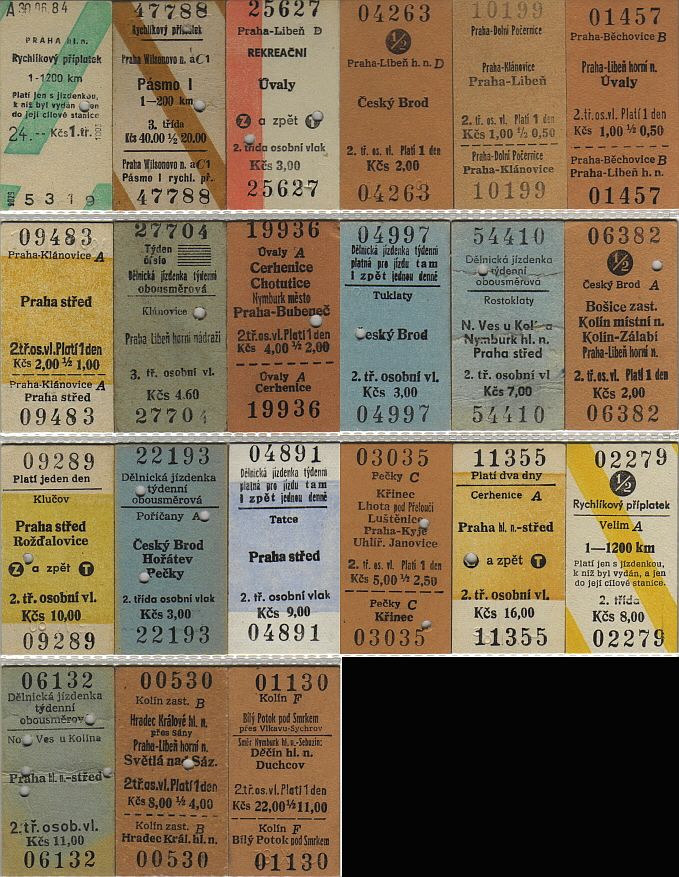 A 30.06.84
PRAHA hl. n.
Rychlíkový příplatek
1-1200 km
Platí jen s jízdenkou,
k níž byl vydán a jen
do její cílové stanice
24.-- Kčs 1.tř.
5319
47788
Rychlíkový příplatek
Praha Wilsonovo n. aC1
Pásmo I
1—200 km
3. třída
Kčs 40.00 ½ 20.00
Praha Wilsonovo n. aC1
Pásmo I rychl. př.
47788
25627
Praha-Libeň D
REKREAČNÍ
Úvaly
Z a zpět T
2. třída osobní vlak
Kčs 3,00
25627
04263
½
Praha-Libeň h. n. D
Český Brod
2. tř. os. vl. Platí 1 den
Kčs 2,00
04263
10199
Praha-Dolní Počernice
Praha-Klánovice
Praha-Libeň
2. tř. os. vl. Platí 1 den
Kčs 1,00 ½ 0,50
Praha-Dolní Počernice
Praha-Klánovice
10199
01457
Praha-Běchovice B
Praha-Libeň horní n.
Úvaly
2.tř. os. vl. Platí 1 den
Kčs 1,00 ½ 0,50
Praha-Běchovice B
Praha-Libeň h. n.
01457
09483
Praha-Klánovice A
Praha střed
2.tř.os.vl. Platí 1 den
Kčs 2,00 ½ 1,00
Praha-Klánovice A
Praha střed
09483
27704
Týden
číslo
Dělnická jízdenka týdenní
obousměrová
Klánovice
Praha Libeň horní nádraží
3. tř. osobní vl.
Kčs 4.60
27704
19936
Úvaly A
Cerhenice
Chotutice
Nymburk město
Praha-Bubeneč
2.tř.os.vl. Platí 1 den
Kčs 4,00 ½ 2,00
Úvaly A
Cerhenice
19936
04997
Dělnická jízdenka týdenní
platná pro jízdu tam
i zpět jednou denně
Tuklaty
Český Brod
2. tř. osobní vl.
Kčs 3,00
04997
54410
Dělnická jízdenka
týdenní
obousměrová
Rostoklaty
N. Ves u Kolína
Nymburk hl. n.
Praha střed
2. tř. osobní vl.
Kčs 7,00
54410
06382
½
Český Brod A
Bošice zast.
Kolín místní n.
Kolín-Zálabí
Praha-Libeň horní n.
2. tř. os. vl. Platí 1 den
Kčs 2,00
06382
09289
Platí jeden den
Klučov
Praha střed
Rožďalovice
Z a zpět T
2. tř. osobní vl.
Kčs 10,00
09289
22193
Dělnická jízdenka
týdenní
obousměrová
Poříčany A
Český Brod
Hořátev
Pečky
2. třída osobní vlak
Kčs 3,00
22193
04891
Dělnická jízdenka týdenní
platná pro jízdu tam
i zpět jednou denně
Tatce
Praha střed
2. třída osobní vlak
Kčs 9,00
04891
03035
Pečky C
Křinec
Lhota pod Přeloučí
Luštěnice
Praha-Kyje
Uhlíř. Janovice
2. tř. os. vl. Platí 1 den
Kčs 5,00 ½ 2,50
Pečky C
Křinec
03035
11355
Platí dva dny
Cerhenice A
Praha hl. n.-střed
a zpět T
2. tř. osobní vl.
Kčs 16,00
11355
02279
½
Rychlíkový příplatek
Velim A
1—1200 km
Platí jen s jízdenkou,
k níž byl vydán, a jen
do její cílové stanice.
2. třída
Kčs 8,00
02279
06132
Dělnická jízdenka
týdenní
obousměrová
Nová Ves u Kolína
Praha hl. n.-střed
2. tř. osob. vl.
Kčs 11,00
06132
00530
Kolín zast. B
Hradec Králové hl. n.
přes Sány
Praha-Libeň horní n.
Světlá nad Sáz.
2.tř.os.vl. Platí 1 den
Kčs 8,00 ½ 4,00
Kolín zast. B
Hradec Král. hl. n.
00530
01130
Kolín F
Bílý Potok pod Smrkem
přes Vlkavu-Sychrov
Směr Nymburk hl. n.-Sebuzín:
Děčín hl. n.
Duchcov
2.tř. os.vl. Platí 1 den
Kčs 22,00 ½ 11,00
Kolín F
Bílý Potok pod Smrkem
01130